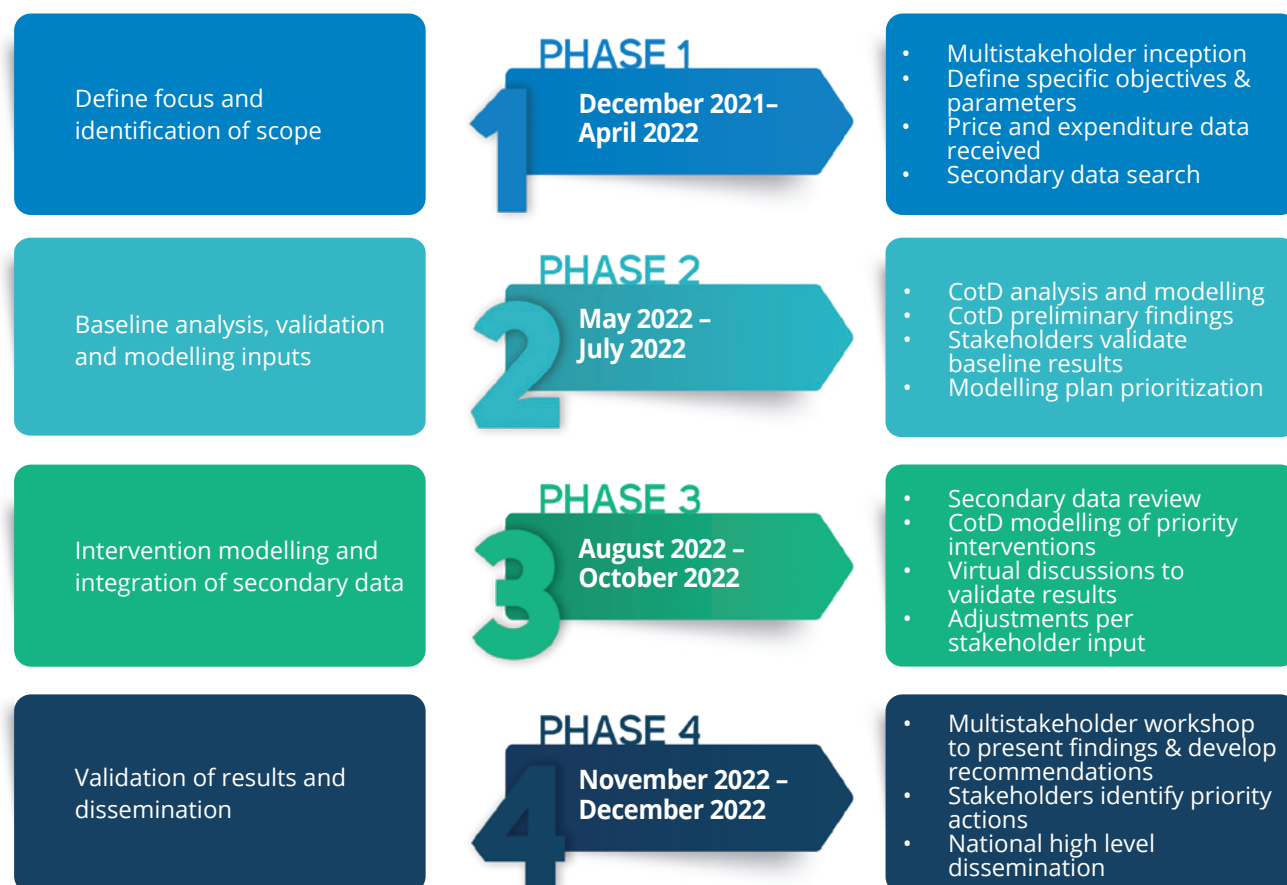 Define focus and
identification of scope
PHASE 1
1
December 2021–
April 2022
• Multistakeholder inception
• Define specific objectives &
parameters
• Price and expenditure data
received
• Secondary data search
Baseline analysis, validation
and modelling inputs
PHASE 2
2
May 2022 –
July 2022
• CotD analysis and modelling
• CotD preliminary findings
• Stakeholders validate
baseline results
• Modelling plan prioritization
Intervention modelling and
integration of secondary data
PHASE 3
3
August 2022 –
October 2022
• Secondary data review
• CotD modelling of priority
interventions
• Virtual discussions to
validate results
• Adjustments per
stakeholder input
Validation of results and
dissemination
PHASE 4
4
November 2022 –
December 2022
• Multistakeholder workshop
to present findings & develop
recommendations
• Stakeholders identify priority
actions
• National high level
dissemination